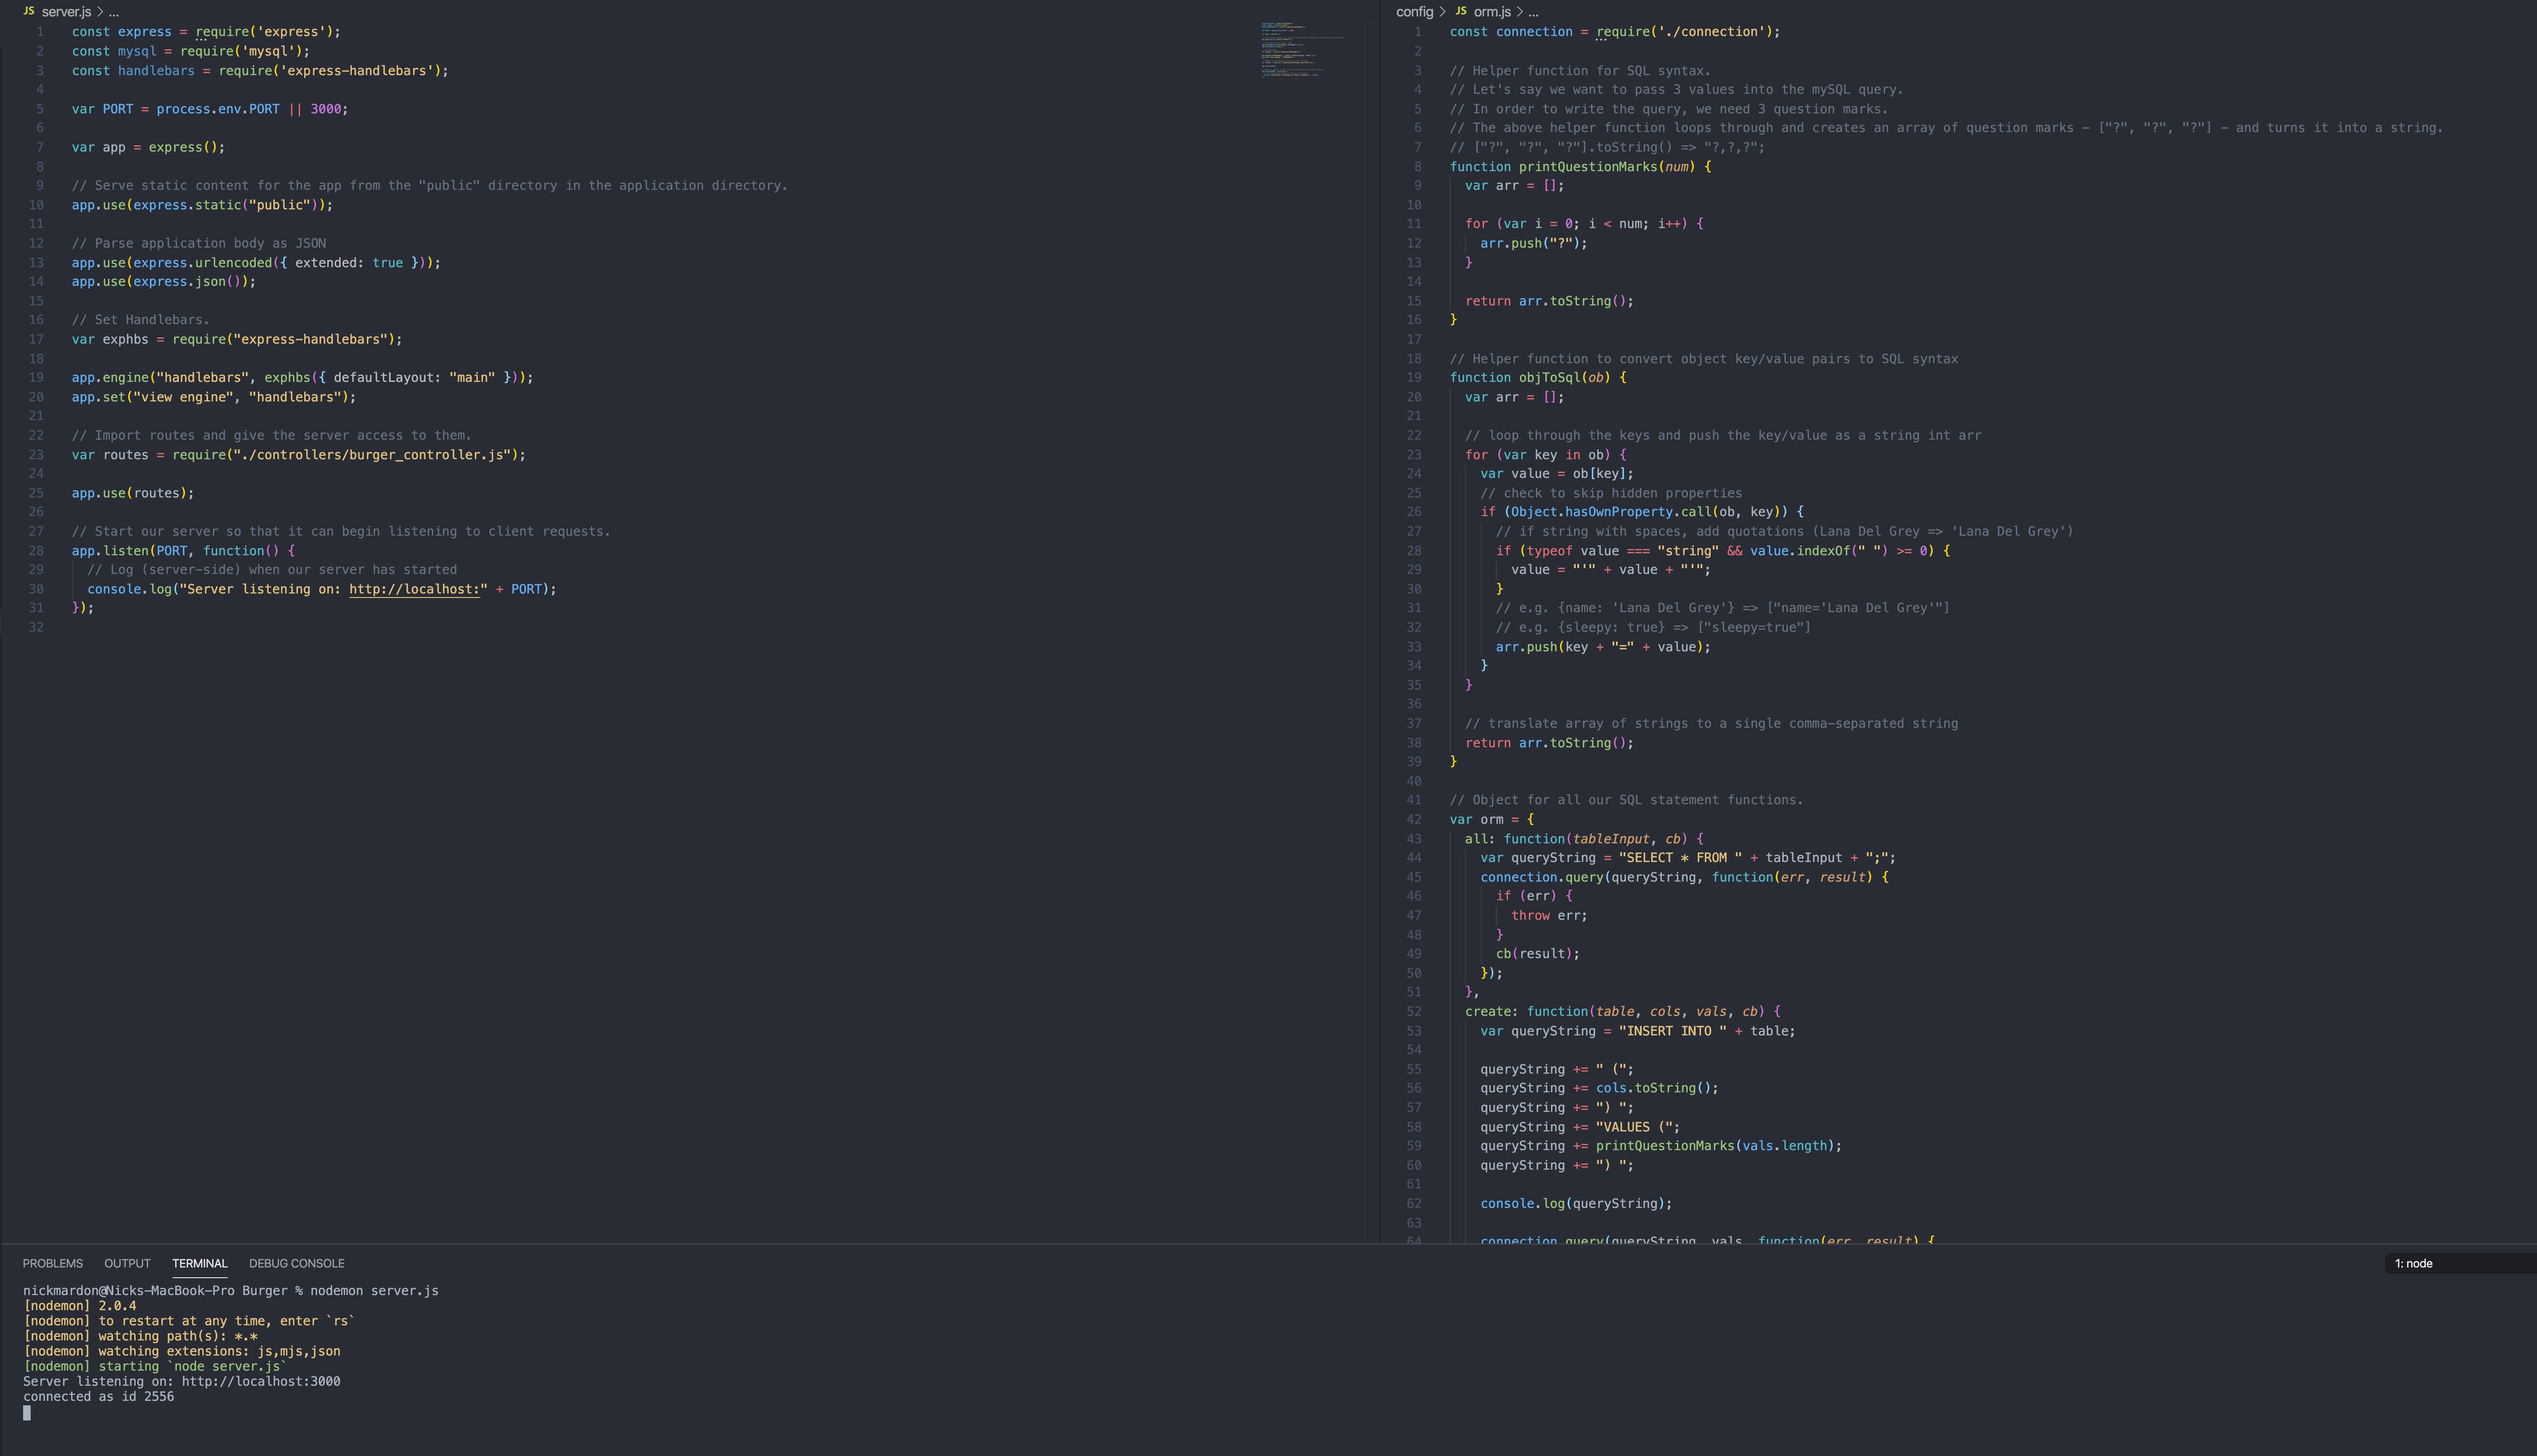 JS server.js > ...
1 const express = require('express');
2 const mysql = require('mysql');
3 const handlebars = require('express-handlebars');
4
5 var PORT = process.env.PORT || 3000;
6
7 var app = express();
8
9 // Serve static content for the app from the "public" directory in the application directory.
10 app.use(express.static("public"));
11
12 // Parse application body as JSON
13 app.use(express.urlencoded({ extended: true }));
14 app.use(express.json());
15
16 // Set Handlebars.
17 var exphbs = require("express-handlebars");
18
19 app.engine("handlebars", exphbs({ defaultLayout: "main" }));
20 app.set("view engine", "handlebars");
21
22 // Import routes and give the server access to them.
23 var routes = require("./controllers/burger_controller.js");
24
25 app.use(routes);
26
27 // Start our server so that it can begin listening to client requests.
28 app.listen(PORT, function() {
29 // Log (server-side) when our server has started
30 console.log("Server listening on: http://localhost:" + PORT);
31 });
32
config > JS orm.js > ...
1 const connection = require('./connection');
2
3 // Helper function for SQL syntax.
4 // Let's say we want to pass 3 values into the mySQL query.
5 // In order to write the query, we need 3 question marks.
6 // The above helper function loops through and creates an array of question marks - ["?", "?", "?"] - and turns it into a string.
7 // ["?", "?", "?"].toString() => "?,?,?";
8 function printQuestionMarks(num) {
9 var arr = [];
10
11 for (var i = 0; i < num; i++) {
12 arr.push("?");
13 }
14
15 return arr.toString();
16 }
17
18 // Helper function to convert object key/value pairs to SQL syntax
19 function objToSql(ob) {
20 var arr = [];
21
22 // loop through the keys and push the key/value as a string int arr
23 for (var key in ob) {
24 var value = ob[key];
25 // check to skip hidden properties
26 if (Object.hasOwnProperty.call(ob, key)) {
27 // if string with spaces, add quotations (Lana Del Grey => 'Lana Del Grey')
28 if (typeof value === "string" && value.indexOf(" ") >= 0) {
29 value = "'" + value + "'";
30 }
31 // e.g. {name: 'Lana Del Grey'} => ["name='Lana Del Grey'"]
32 // e.g. {sleepy: true} => ["sleepy=true"]
33 arr.push(key + "=" + value);
34 }
35 }
36
37 // translate array of strings to a single comma-separated string
38 return arr.toString();
39 }
40
41 // Object for all our SQL statement functions.
42 var orm = {
43 all: function(tableInput, cb) {
44 var queryString = "SELECT * FROM " + tableInput + ";";
45 connection.query(queryString, function(err, result) {
46 if (err) {
47 throw err;
48 }
49 cb(result);
50 });
51 },
52 create: function(table, cols, vals, cb) {
53 var queryString = "INSERT INTO " + table;
54
55 queryString += " (";
56 queryString += cols.toString();
57 queryString += ") ";
58 queryString += "VALUES (";
59 queryString += printQuestionMarks(vals.length);
60 queryString += ") ";
61
62 console.log(queryString);
63
64 connection.query(queryString, vals, function(err, result) {
PROBLEMS OUTPUT TERMINAL DEBUG CONSOLE 1: node
nickmardon@Nicks-MacBook-Pro Burger % nodemon server.js
[nodemon] 2.0.4
[nodemon] to restart at any time, enter `rs`
[nodemon] watching path(s): *.*
[nodemon] watching extensions: js,mjs,json
[nodemon] starting `node server.js`
Server listening on: http://localhost:3000
connected as id 2556